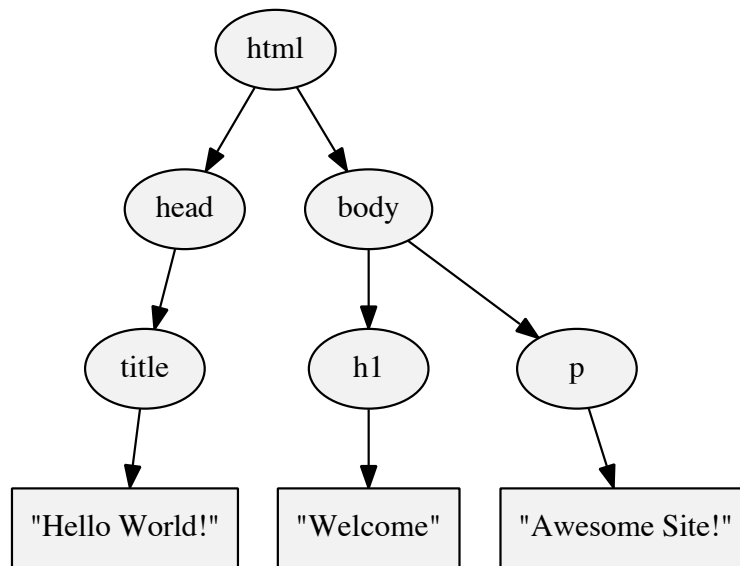 html
head
body
title
h1
p
"Hello World!"
"Welcome"
"Awesome Site!"